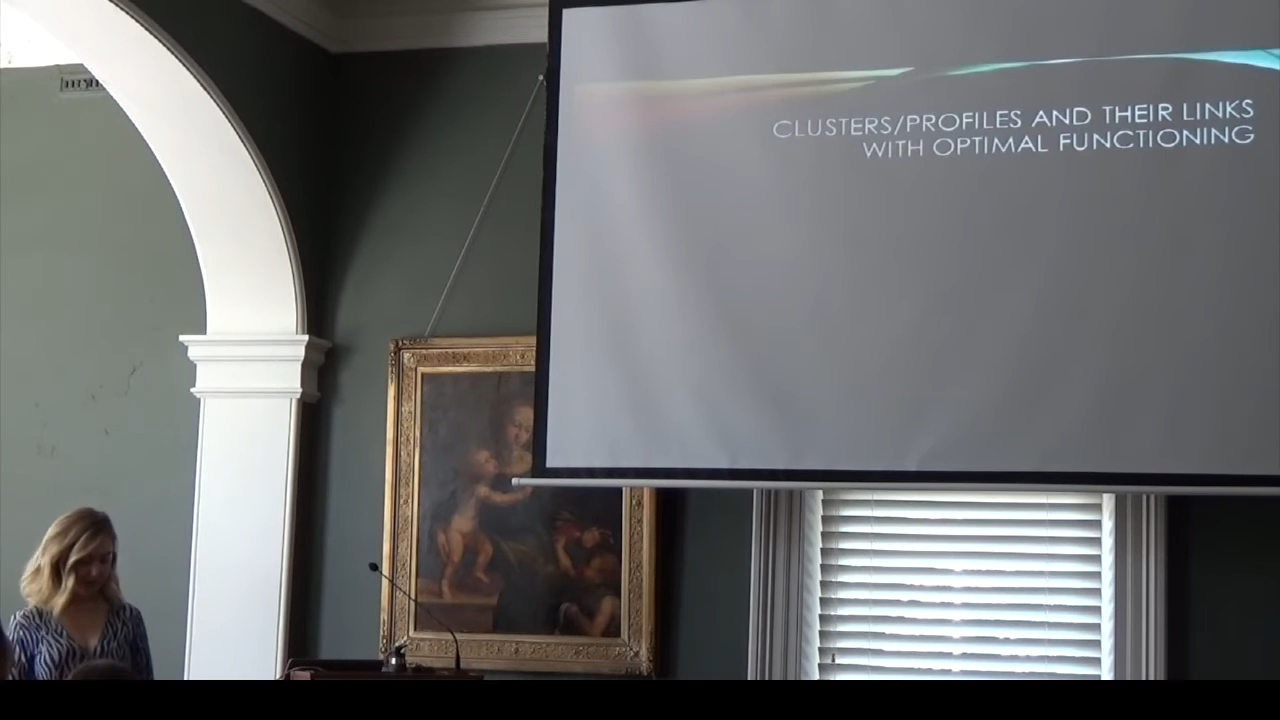 CLUSTERS/PROFILES AND THEIR LINKS
WITH OPTIMAL FUNCTIONING